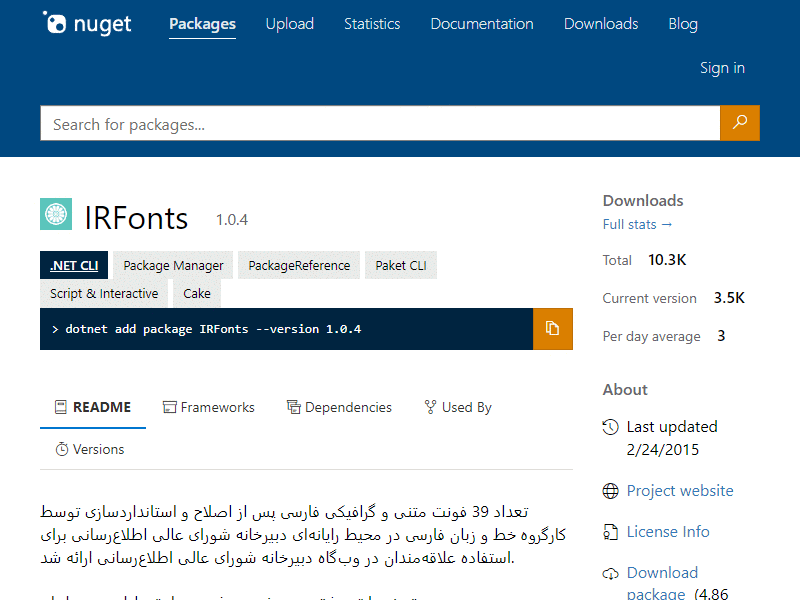 nuget
Packages Upload Statistics Documentation Downloads Blog
Sign in
Search for packages...
IRFonts 1.0.4
.NET CLI Package Manager PackageReference Paket CLI
Script & Interactive Cake
> dotnet add package IRFonts --version 1.0.4
README Frameworks Dependencies Used By
Versions
تعداد 39 فونت متنی و گرافیکی فارسی پس از اصلاح و استانداردسازی توسط
کارگروه خط و زبان فارسی در محیط رایانه‌ای دبیرخانه شورای عالی اطلاع‌رسانی برای
استفاده علاقه‌مندان در وب‌گاه دبیرخانه شورای عالی اطلاع‌رسانی ارائه شد.
Downloads
Full stats →
Total 10.3K
Current version 3.5K
Per day average 3
About
Last updated
2/24/2015
Project website
License Info
Download
package (4.86